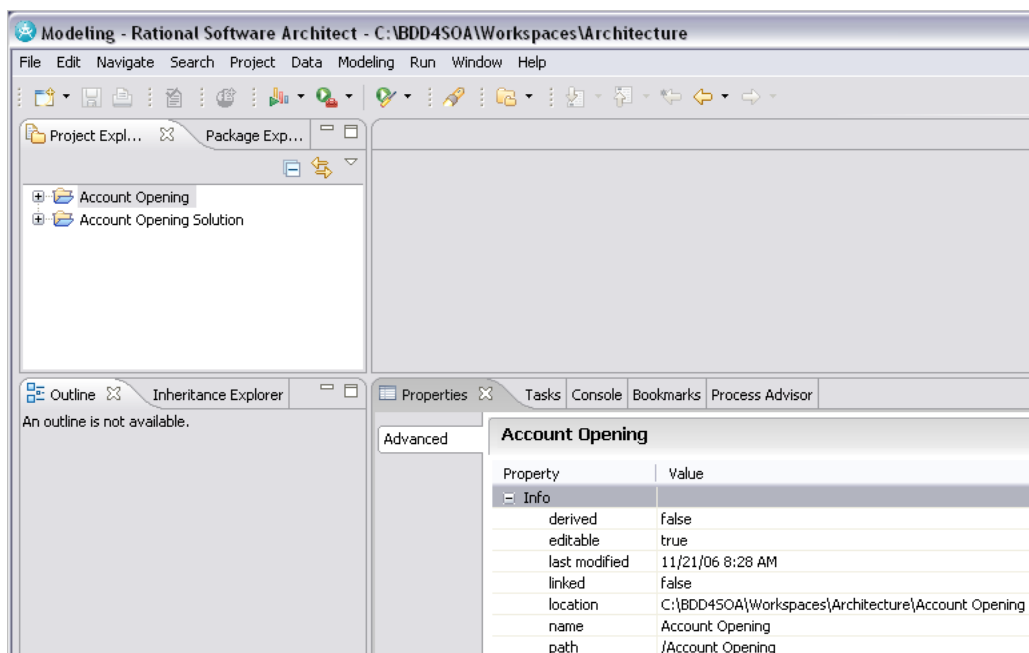 Modeling - Rational Software Architect - C:\BDD4SOA\Workspaces\Architecture
File Edit Navigate Search Project Data Modeling Run Window Help
Project Expl... Package Exp...
Account Opening
Account Opening Solution
Outline Inheritance Explorer
An outline is not available.
Properties Tasks Console Bookmarks Process Advisor
Advanced
Account Opening
Property Value
Info
derived false
editable true
last modified 11/21/06 8:28 AM
linked false
location C:\BDD4SOA\Workspaces\Architecture\Account Opening
name Account Opening
path /Account Opening